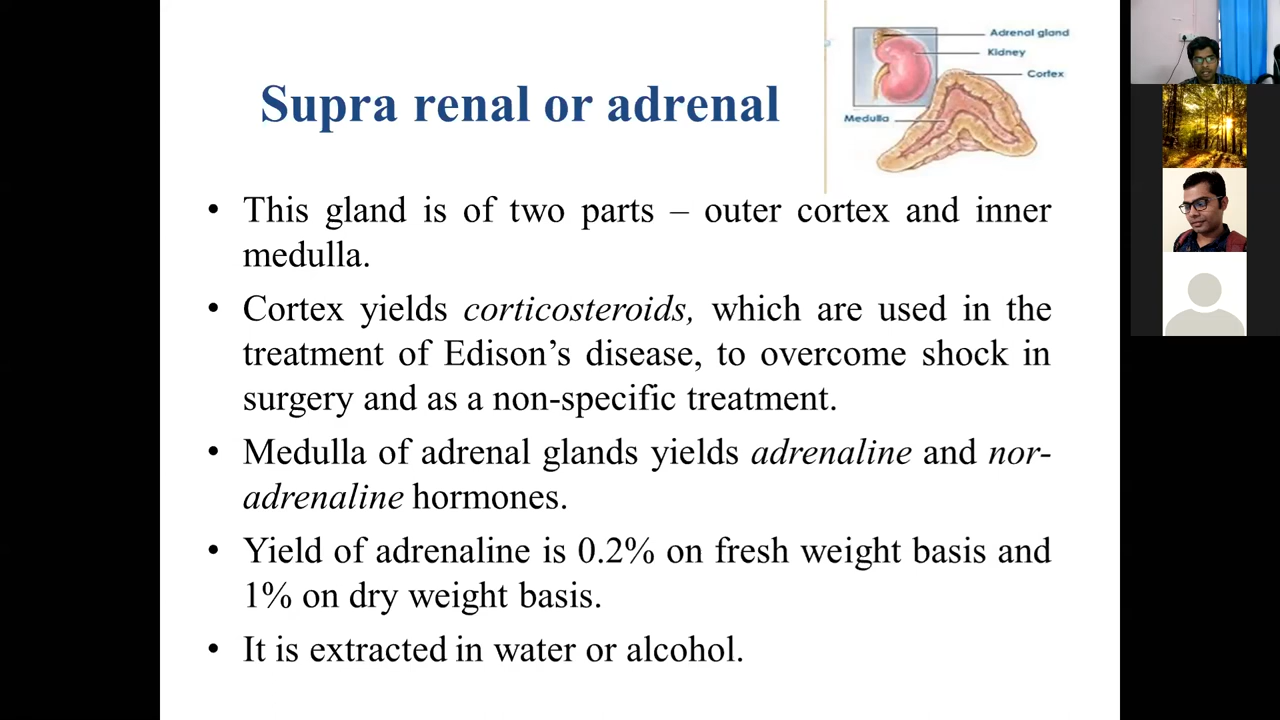 Supra renal or adrenal
Adrenal gland
Kidney
Cortex
Medulla
• This gland is of two parts – outer cortex and inner
medulla.
• Cortex yields corticosteroids, which are used in the
treatment of Edison’s disease, to overcome shock in
surgery and as a non-specific treatment.
• Medulla of adrenal glands yields adrenaline and nor-
adrenaline hormones.
• Yield of adrenaline is 0.2% on fresh weight basis and
1% on dry weight basis.
• It is extracted in water or alcohol.